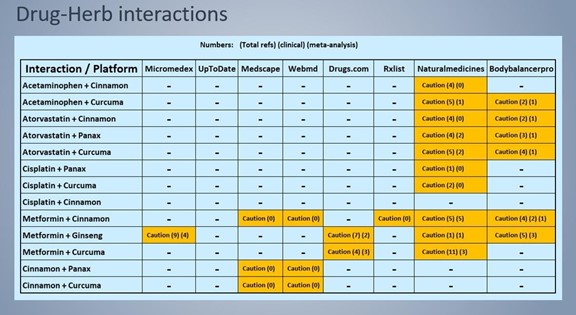 Drug-Herb interactions
Numbers: (Total refs) (clinical) (meta-analysis)
Interaction / Platform Micromedex UpToDate Medscape Webmd Drugs.com Rxlist Naturalmedicines Bodybalancerpro
Acetaminophen + Cinnamon - - - - - - Caution (4) (0) -
Acetaminophen + Curcuma - - - - - - Caution (5) (1) Caution (2) (1)
Atorvastatin + Cinnamon - - - - - - Caution (4) (0) Caution (2) (1)
Atorvastatin + Panax - - - - - - Caution (4) (2) Caution (3) (1)
Atorvastatin + Curcuma - - - - - - Caution (5) (2) Caution (4) (1)
Cisplatin + Panax - - - - - - Caution (1) (0) -
Cisplatin + Curcuma - - - - - - Caution (2) (0) -
Cisplatin + Cinnamon - - - - - - - -
Metformin + Cinnamon - - Caution (0) Caution (0) - Caution (0) Caution (5) (5) Caution (4) (2) (1)
Metformin + Ginseng Caution (9) (4) - - - Caution (7) (2) - Caution (1) (1) Caution (5) (3)
Metformin + Curcuma - - - - Caution (4) (3) - Caution (11) (3) -
Cinnamon + Panax - - Caution (0) Caution (0) - - - -
Cinnamon + Curcuma - - Caution (0) Caution (0) - - - -